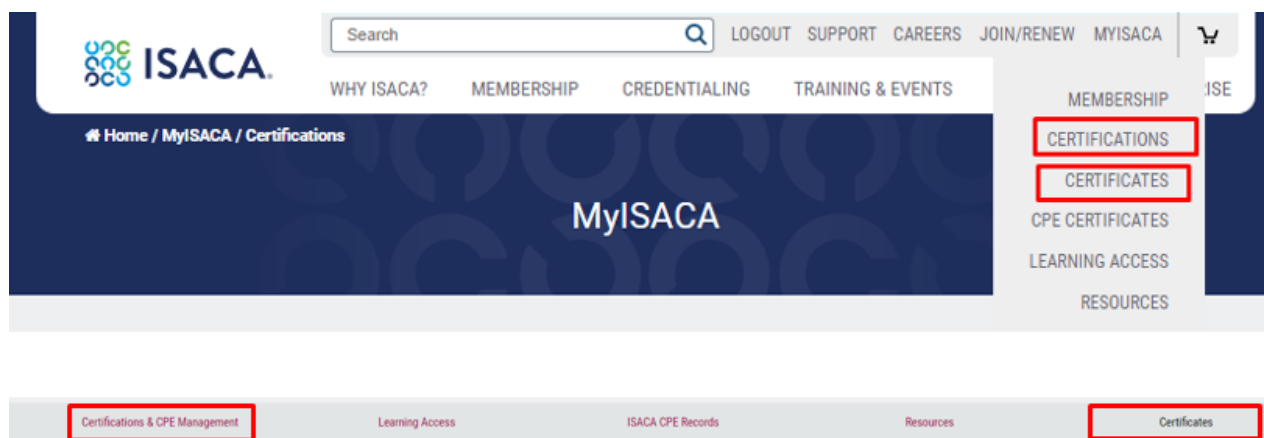 Search
LOGOUT SUPPORT CAREERS JOIN/RENEW MYISACA
ISACA.
WHY ISACA? MEMBERSHIP CREDENTIALING TRAINING & EVENTS ISE
MEMBERSHIP
Home / MyISACA / Certifications
CERTIFICATIONS
CERTIFICATES
MyISACA
CPE CERTIFICATES
LEARNING ACCESS
RESOURCES
Certifications & CPE Management Learning Access ISACA CPE Records Resources Certificates